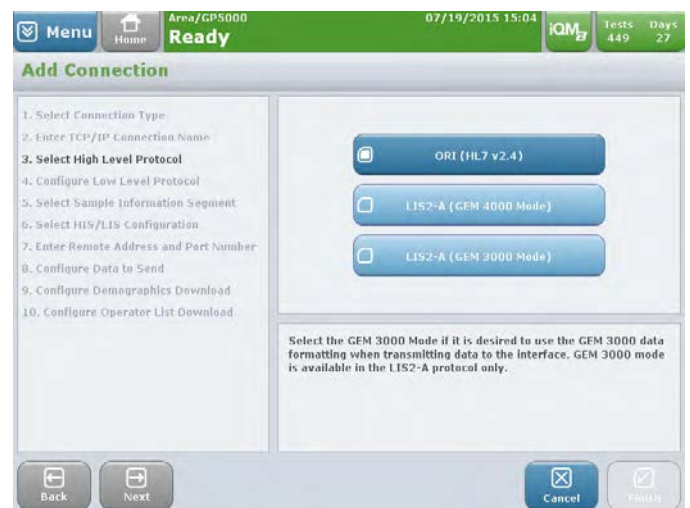 Menu
Home
Area/GP5000
Ready
07/19/2015 15:04
iQM2
Tests Days
449 27
Add Connection
1. Select Connection Type
2. Enter TCP/IP Connection Name
3. Select High Level Protocol
4. Configure Low Level Protocol
5. Select Sample Information Segment
6. Select HIS/LIS Configuration
7. Enter Remote Address and Port Number
8. Configure Data to Send
9. Configure Demographics Download
10. Configure Operator List Download
ORI (HL7 v2.4)
LIS2-A (GEM 4000 Mode)
LIS2-A (GEM 3000 Mode)
Select the GEM 3000 Mode if it is desired to use the GEM 3000 data
formatting when transmitting data to the interface. GEM 3000 mode
is available in the LIS2-A protocol only.
Back
Next
Cancel
Finish